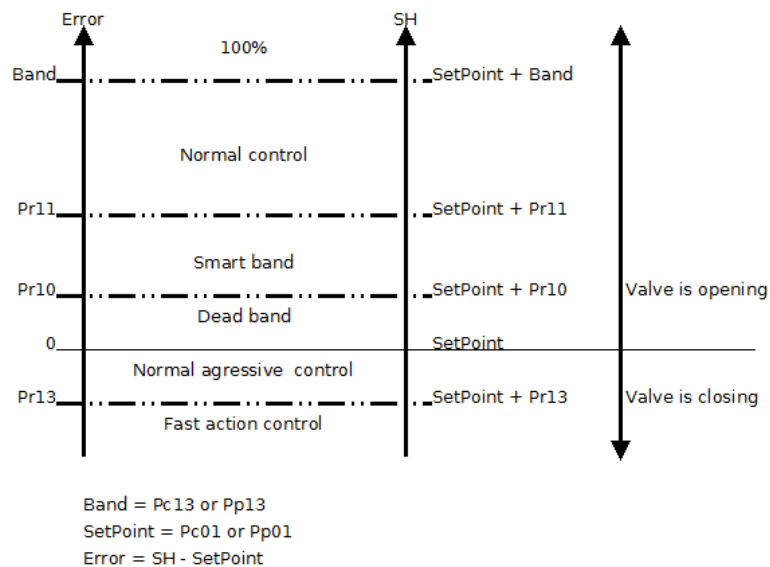 Error SH
100%
Band SetPoint + Band
Normal control
Pr11 SetPoint + Pr11
Smart band
Pr10 SetPoint + Pr10 Valve is opening
Dead band
0 SetPoint
Normal agressive control
Pr13 SetPoint + Pr13 Valve is closing
Fast action control
Band = Pc13 or Pp13
SetPoint = Pc01 or Pp01
Error = SH - SetPoint